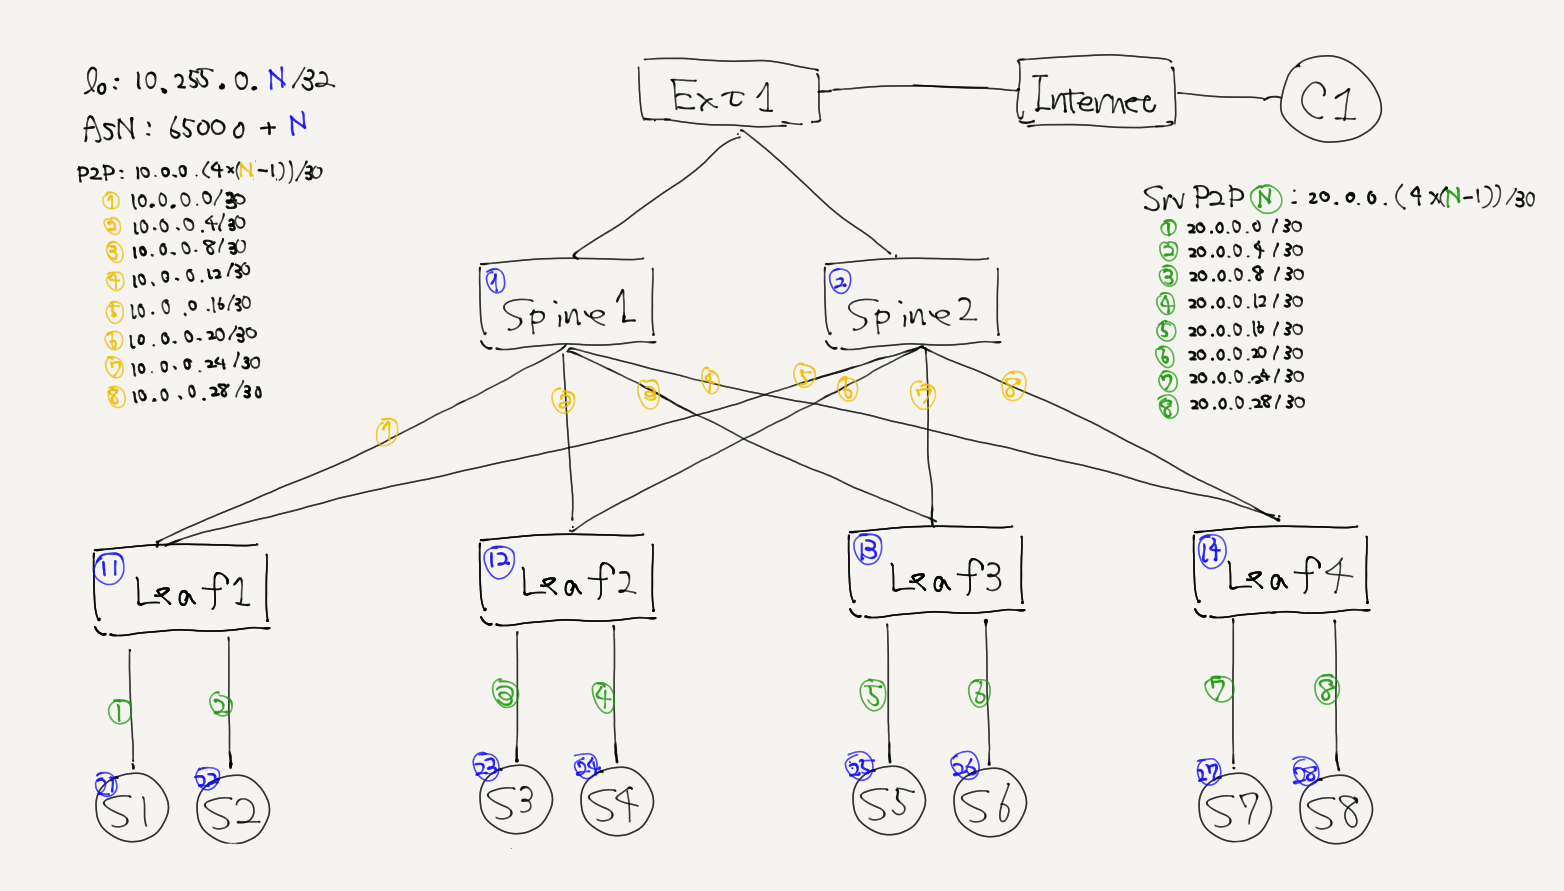 lo: 10.255.0.N/32
ASN: 65000 + N
P2P: 10.0.0.(4×(N-1))/30
① 10.0.0.0/30
② 10.0.0.4/30
③ 10.0.0.8/30
④ 10.0.0.12/30
⑤ 10.0.0.16/30
⑥ 10.0.0.20/30
⑦ 10.0.0.24/30
⑧ 10.0.0.28/30
Ext1
Internet
C1
Srv P2P Ⓝ: 20.0.0.(4×(N-1))/30
① 20.0.0.0/30
② 20.0.0.4/30
③ 20.0.0.8/30
④ 20.0.0.12/30
⑤ 20.0.0.16/30
⑥ 20.0.0.20/30
⑦ 20.0.0.24/30
⑧ 20.0.0.28/30
① Spine1
② Spine2
① ② ③ ④ ⑤ ⑥ ⑦ ⑧
⑪ Leaf1
⑫ Leaf2
⑬ Leaf3
⑭ Leaf4
① ② ③ ④ ⑤ ⑥ ⑦ ⑧
㉑ S1
㉒ S2
㉓ S3
㉔ S4
㉕ S5
㉖ S6
㉗ S7
㉘ S8